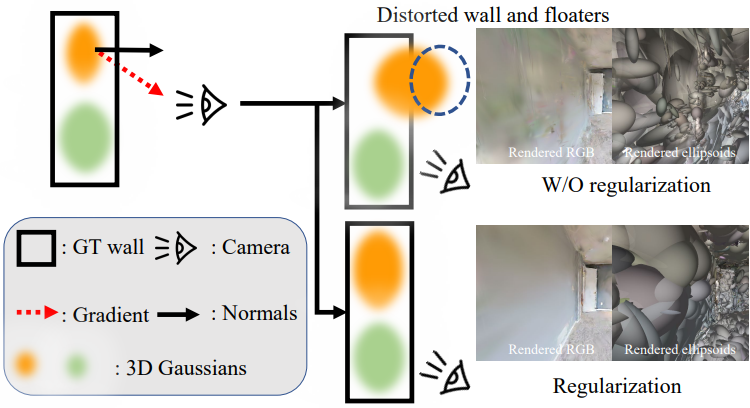 Distorted wall and floaters
Rendered RGB
Rendered ellipsoids
W/O regularization
: GT wall
: Camera
: Gradient
: Normals
: 3D Gaussians
Rendered RGB
Rendered ellipsoids
Regularization